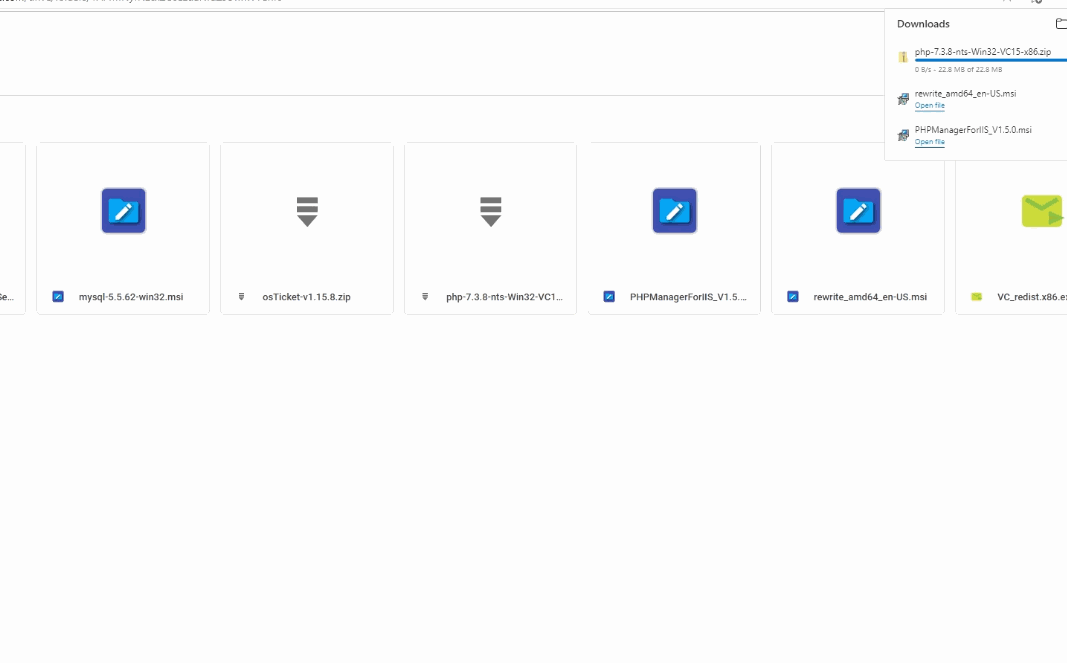 Downloads
php-7.3.8-nts-Win32-VC15-x86.zip
0 B/s - 22.8 MB of 22.8 MB
rewrite_amd64_en-US.msi
Open file
PHPManagerForIIS_V1.5.0.msi
Open file
mysql-5.5.62-win32.msi
osTicket-v1.15.8.zip
php-7.3.8-nts-Win32-VC1...
PHPManagerForIIS_V1.5....
rewrite_amd64_en-US.msi
VC_redist.x86.ex